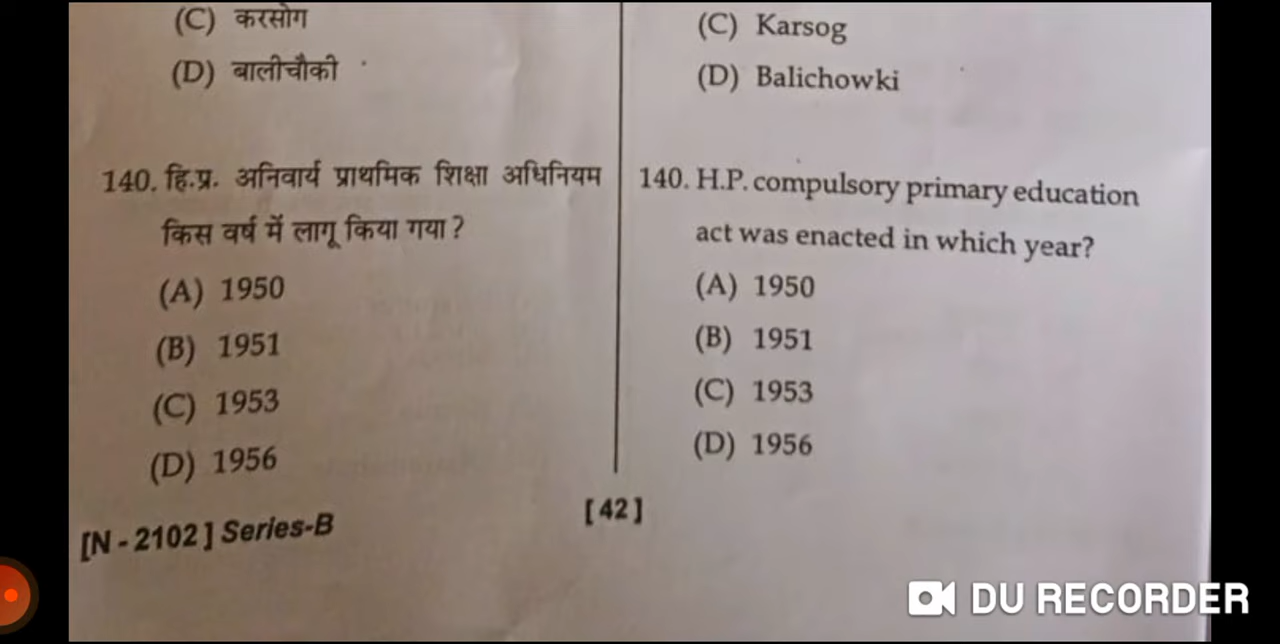 (C) करसोग
(D) बालीचौकी
140. हि.प्र. अनिवार्य प्राथमिक शिक्षा अधिनियम
किस वर्ष में लागू किया गया ?
(A) 1950
(B) 1951
(C) 1953
(D) 1956
[N - 2102 ] Series-B
(C) Karsog
(D) Balichowki
140. H.P. compulsory primary education
act was enacted in which year?
(A) 1950
(B) 1951
(C) 1953
(D) 1956
[ 42 ]
DU RECORDER